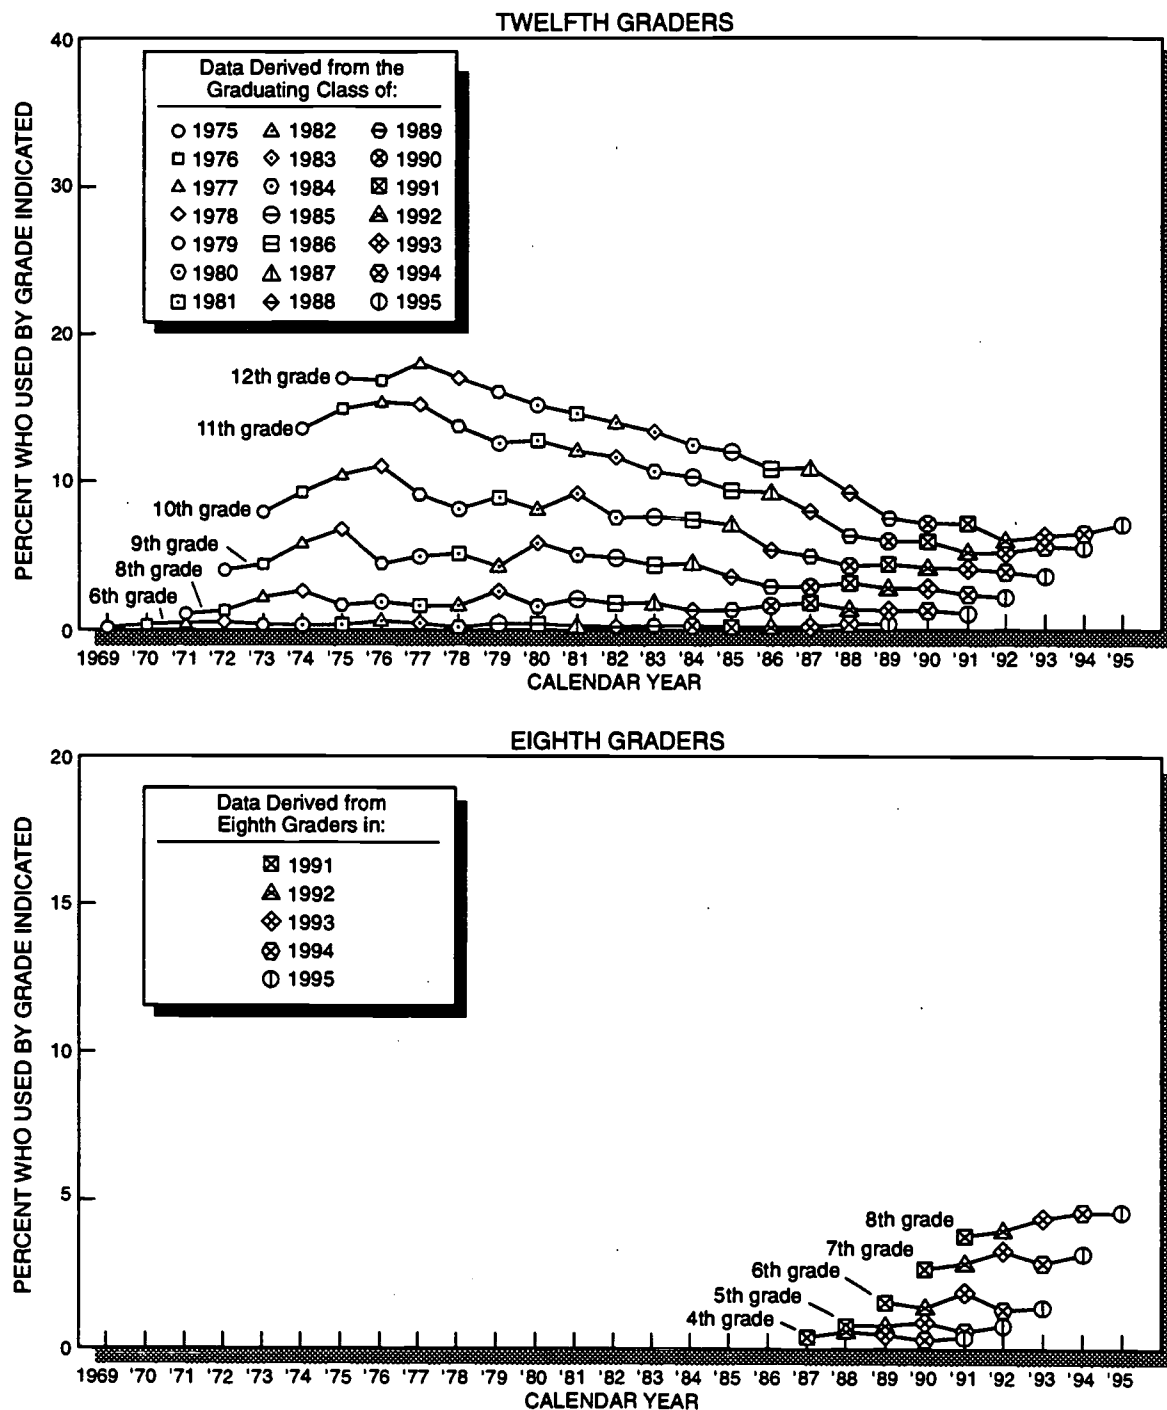 TWELFTH GRADERS
PERCENT WHO USED BY GRADE INDICATED
40
30
20
10
0
Data Derived from the
Graduating Class of:
1975 1982 1989
1976 1983 1990
1977 1984 1991
1978 1985 1992
1979 1986 1993
1980 1987 1994
1981 1988 1995
12th grade
11th grade
10th grade
9th grade
8th grade
6th grade
1969 '70 '71 '72 '73 '74 '75 '76 '77 '78 '79 '80 '81 '82 '83 '84 '85 '86 '87 '88 '89 '90 '91 '92 '93 '94 '95
CALENDAR YEAR
EIGHTH GRADERS
PERCENT WHO USED BY GRADE INDICATED
20
15
10
5
0
Data Derived from
Eighth Graders in:
1991
1992
1993
1994
1995
8th grade
7th grade
6th grade
5th grade
4th grade
1969 '70 '71 '72 '73 '74 '75 '76 '77 '78 '79 '80 '81 '82 '83 '84 '85 '86 '87 '88 '89 '90 '91 '92 '93 '94 '95
CALENDAR YEAR